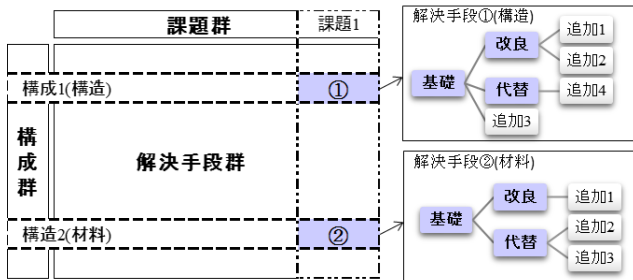 課題群
課題1
構成1(構造)
①
構成群
解決手段群
構造2(材料)
②
解決手段①(構造)
基礎
改良
追加1
追加2
代替
追加4
追加3
解決手段②(材料)
基礎
改良
追加1
代替
追加2
追加3